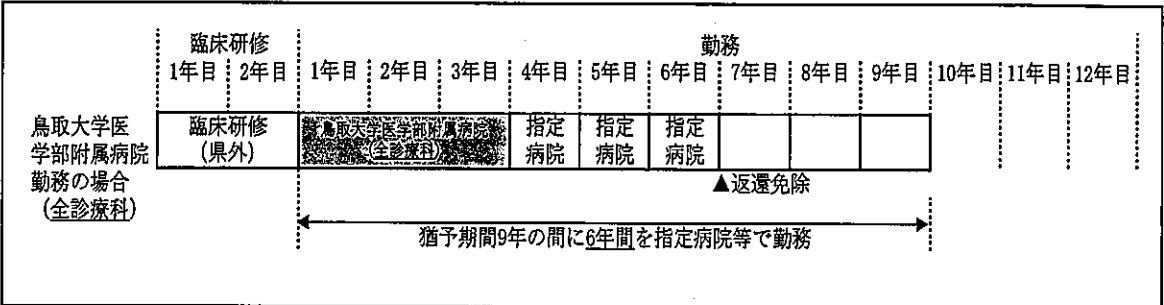 臨床研修 勤務
1年目 2年目 1年目 2年目 3年目 4年目 5年目 6年目 7年目 8年目 9年目 10年目 11年目 12年目
鳥取大学医
学部附属病院
勤務の場合
(全診療科)
臨床研修
(県外)
鳥取大学医学部附属病院
(全診療科)
指定
病院
指定
病院
指定
病院
▲返還免除
猶予期間9年の間に6年間を指定病院等で勤務